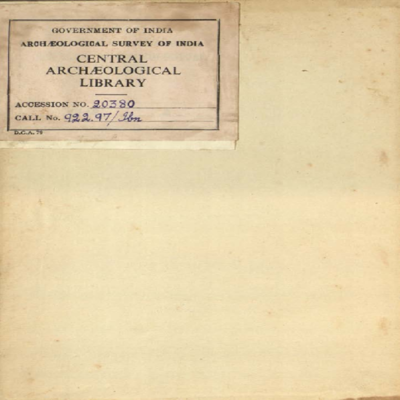 GOVERNMENT OF INDIA
ARCHÆOLOGICAL SURVEY OF INDIA
CENTRAL
ARCHÆOLOGICAL
LIBRARY
ACCESSION NO. 20380
CALL No. 922.97/Ibn
D.G.A. 79